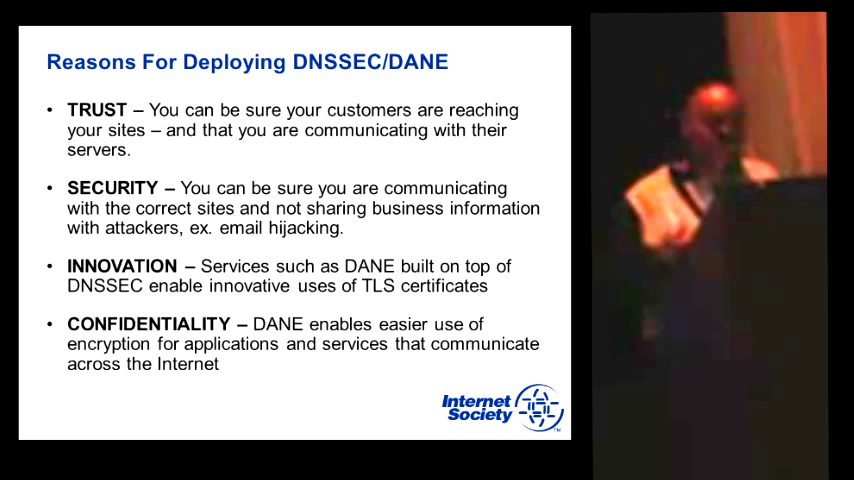 Reasons For Deploying DNSSEC/DANE
• TRUST – You can be sure your customers are reaching
your sites – and that you are communicating with their
servers.
• SECURITY – You can be sure you are communicating
with the correct sites and not sharing business information
with attackers, ex. email hijacking.
• INNOVATION – Services such as DANE built on top of
DNSSEC enable innovative uses of TLS certificates
• CONFIDENTIALITY – DANE enables easier use of
encryption for applications and services that communicate
across the Internet
Internet
Society
TM